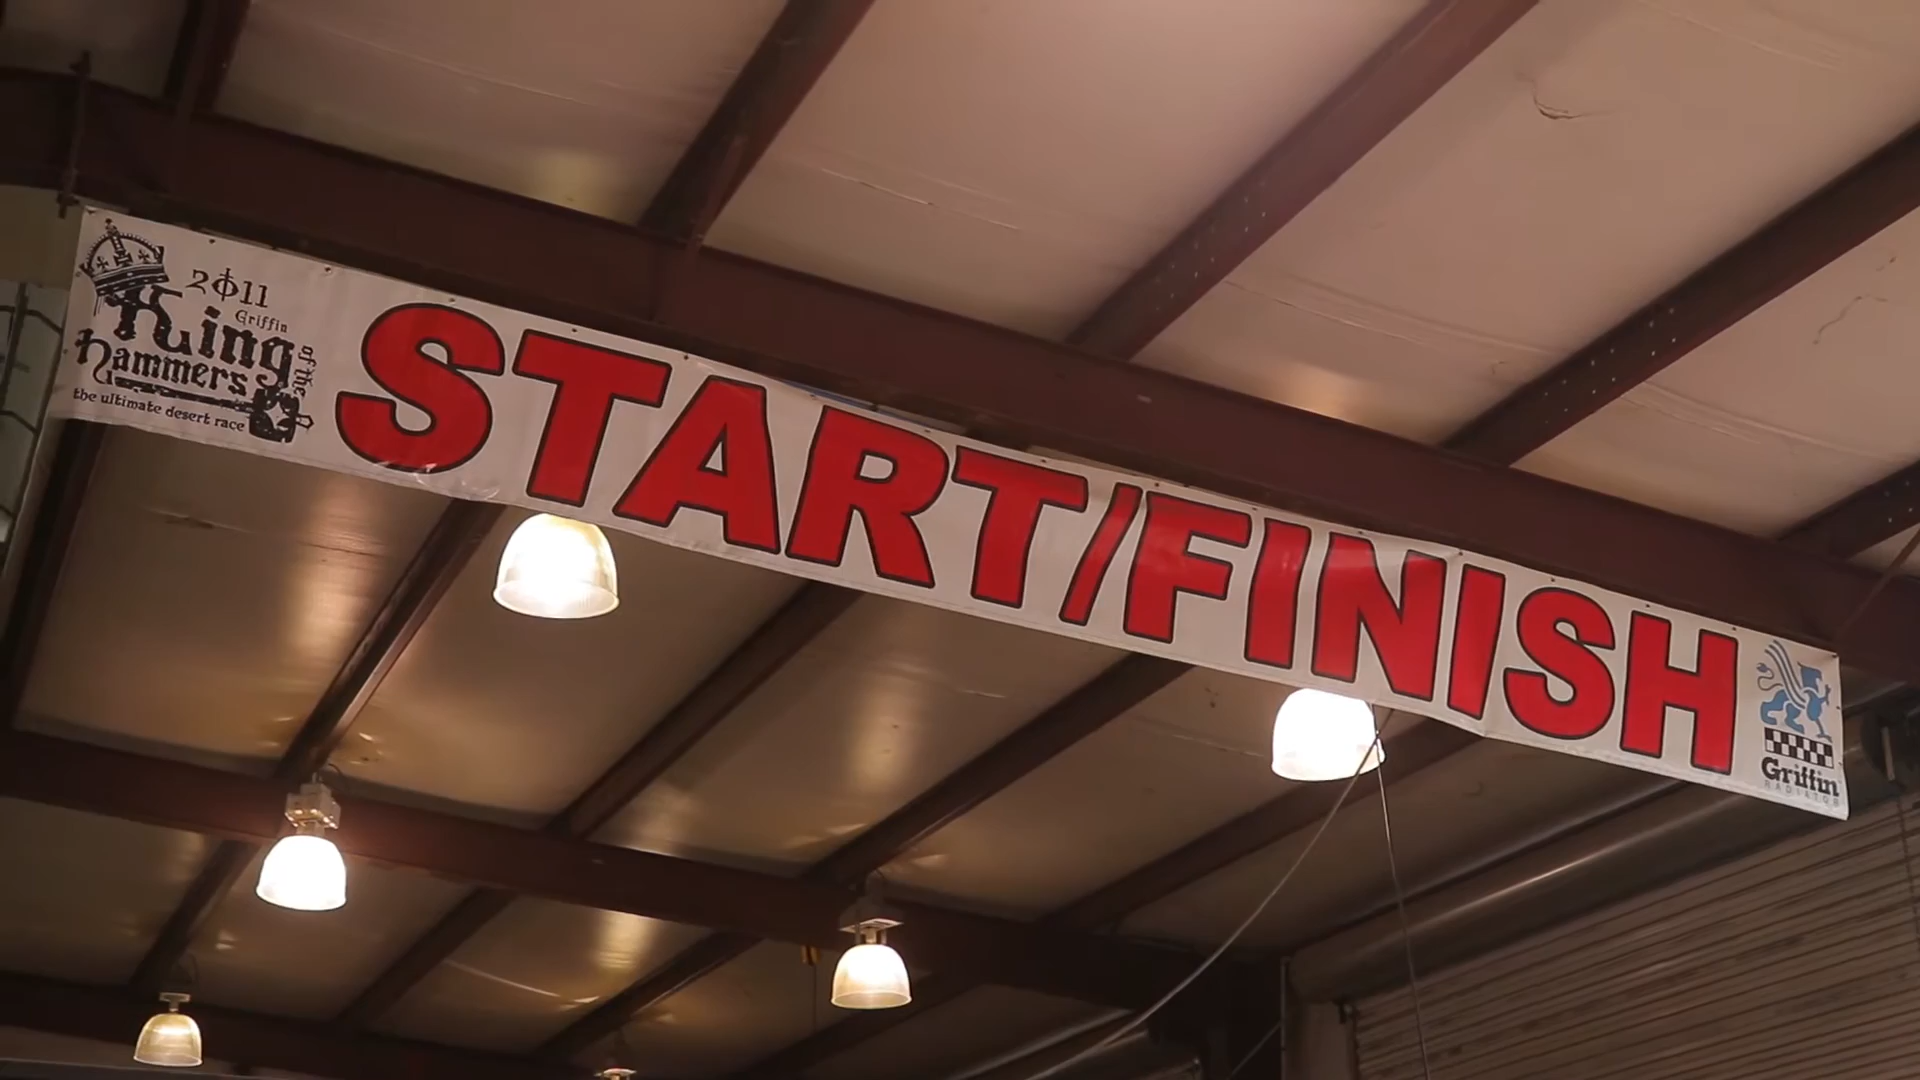 2011
Griffin
King
of the
hammers
the ultimate desert race
START/FINISH
Griffin
RADIATOR